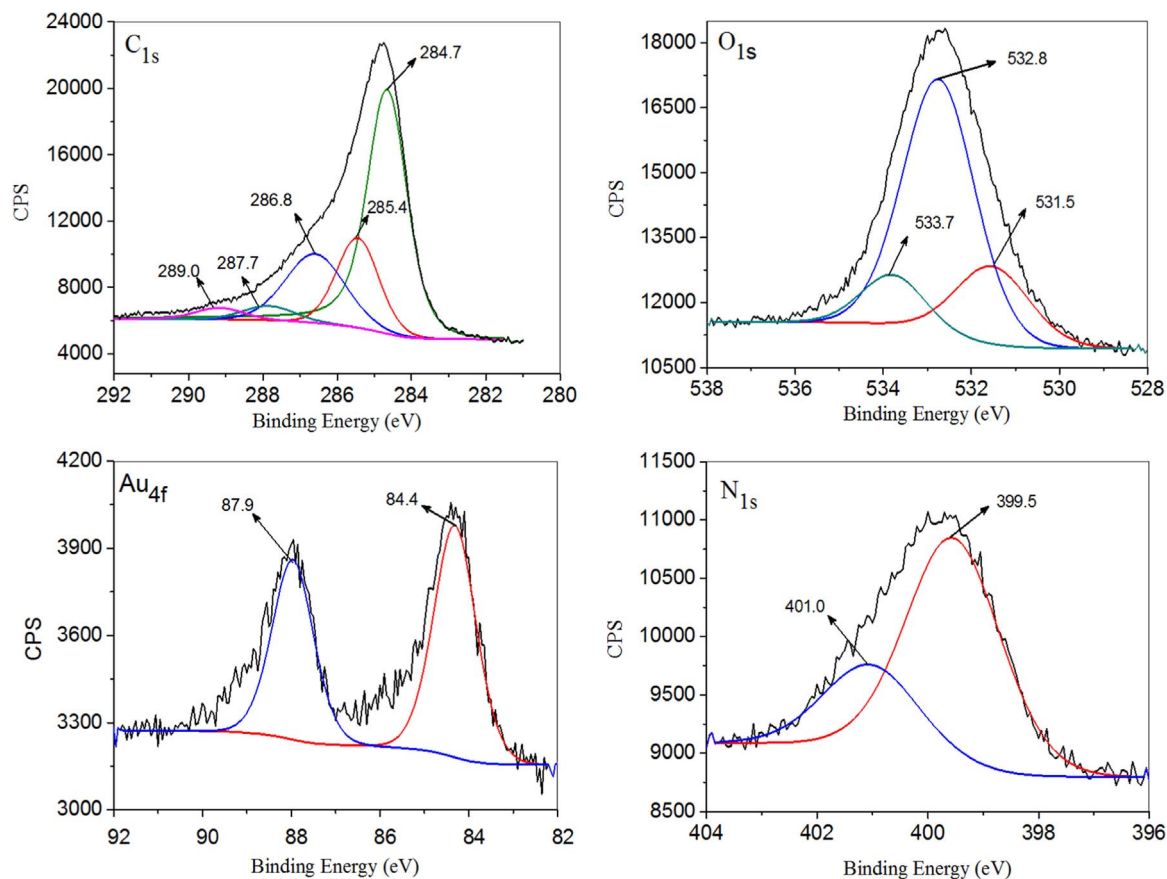 C1s
24000
20000
16000
12000
8000
4000
CPS
284.7
286.8
285.4
289.0
287.7
292 290 288 286 284 282 280
Binding Energy (eV)
O1s
18000
16500
15000
13500
12000
10500
CPS
532.8
533.7
531.5
538 536 534 532 530 528
Binding Energy (eV)
Au4f
4200
3900
3600
3300
3000
CPS
87.9
84.4
92 90 88 86 84 82
Binding Energy (eV)
N1s
11500
11000
10500
10000
9500
9000
8500
CPS
399.5
401.0
404 402 400 398 396
Binding Energy (eV)